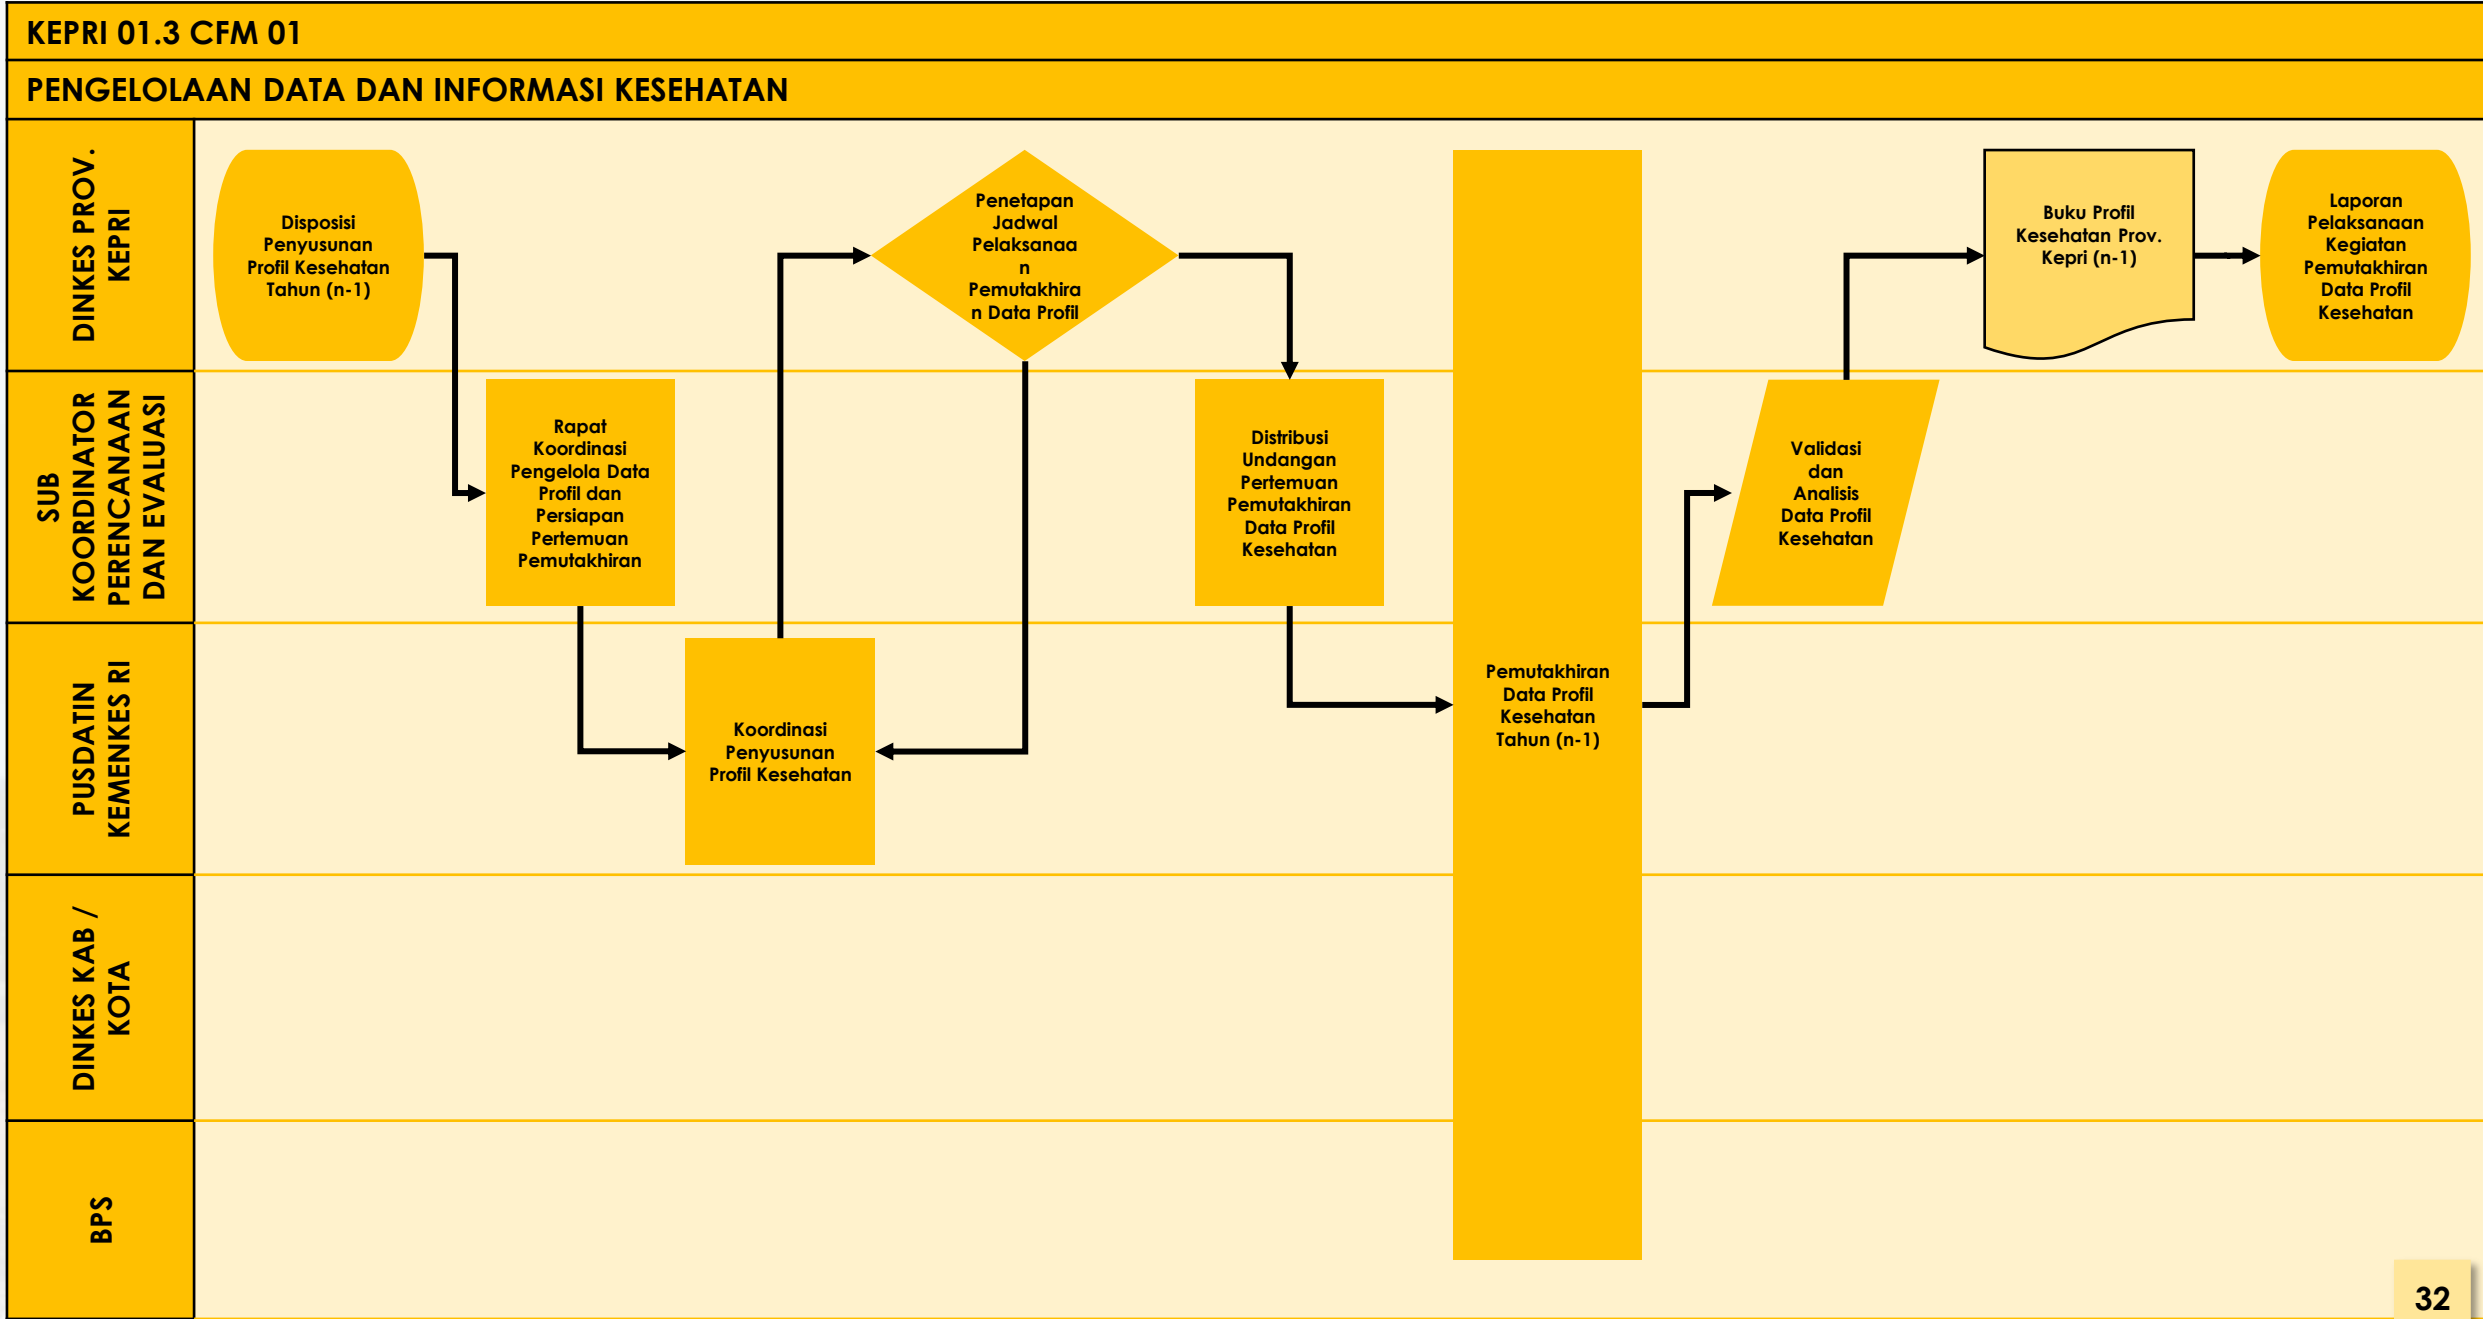 KEPRI 01.3 CFM 01
PENGELOLAAN DATA DAN INFORMASI KESEHATAN
DINKES PROV.
KEPRI
Disposisi
Penyusunan
Profil Kesehatan
Tahun (n-1)
Penetapan
Jadwal
Pelaksanaa
n
Pemutakhira
n Data Profil
Buku Profil
Kesehatan Prov.
Kepri (n-1)
Laporan
Pelaksanaan
Kegiatan
Pemutakhiran
Data Profil
Kesehatan
SUB
KOORDINATOR
PERENCANAAN
DAN EVALUASI
Rapat
Koordinasi
Pengelola Data
Profil dan
Persiapan
Pertemuan
Pemutakhiran
Distribusi
Undangan
Pertemuan
Pemutakhiran
Data Profil
Kesehatan
Validasi
dan
Analisis
Data Profil
Kesehatan
PUSDATIN
KEMENKES RI
Koordinasi
Penyusunan
Profil Kesehatan
Pemutakhiran
Data Profil
Kesehatan
Tahun (n-1)
DINKES KAB /
KOTA
BPS
32